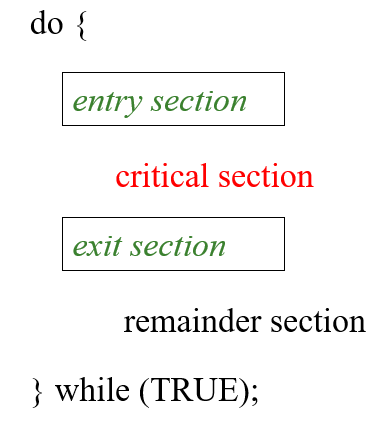 do {
entry section
critical section
exit section
remainder section
} while (TRUE);